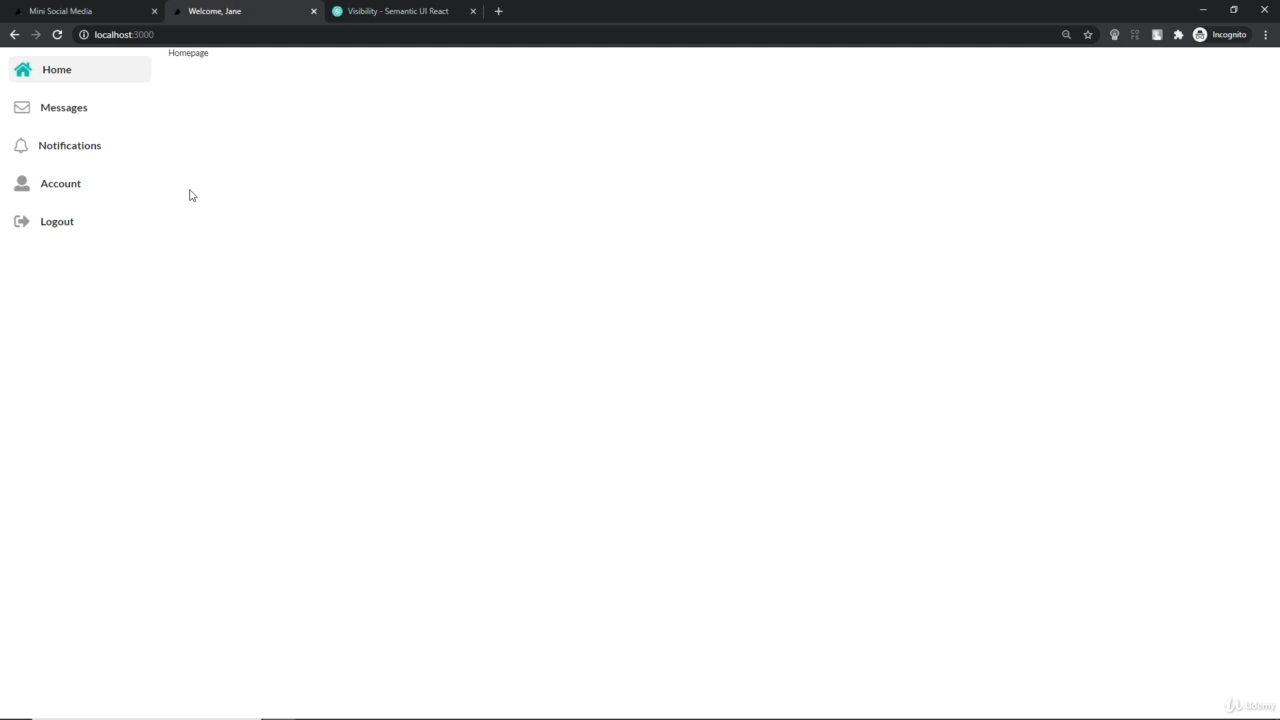 Mini Social Media
Welcome, Jane
Visibility - Semantic UI React
localhost:3000
Incognito
Homepage
Home
Messages
Notifications
Account
Logout
Udemy